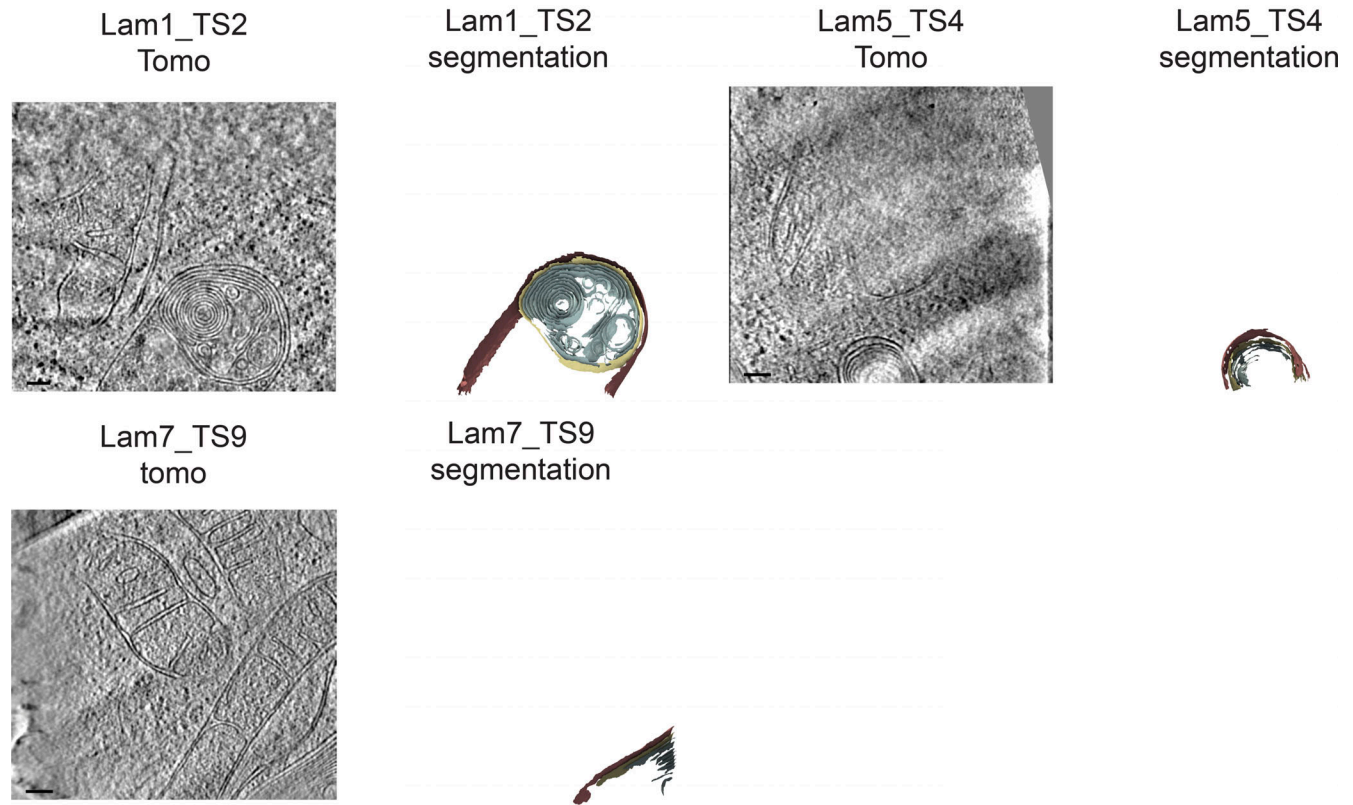 Lam1_TS2
Tomo
Lam1_TS2
segmentation
Lam5_TS4
Tomo
Lam5_TS4
segmentation
Lam7_TS9
tomo
Lam7_TS9
segmentation